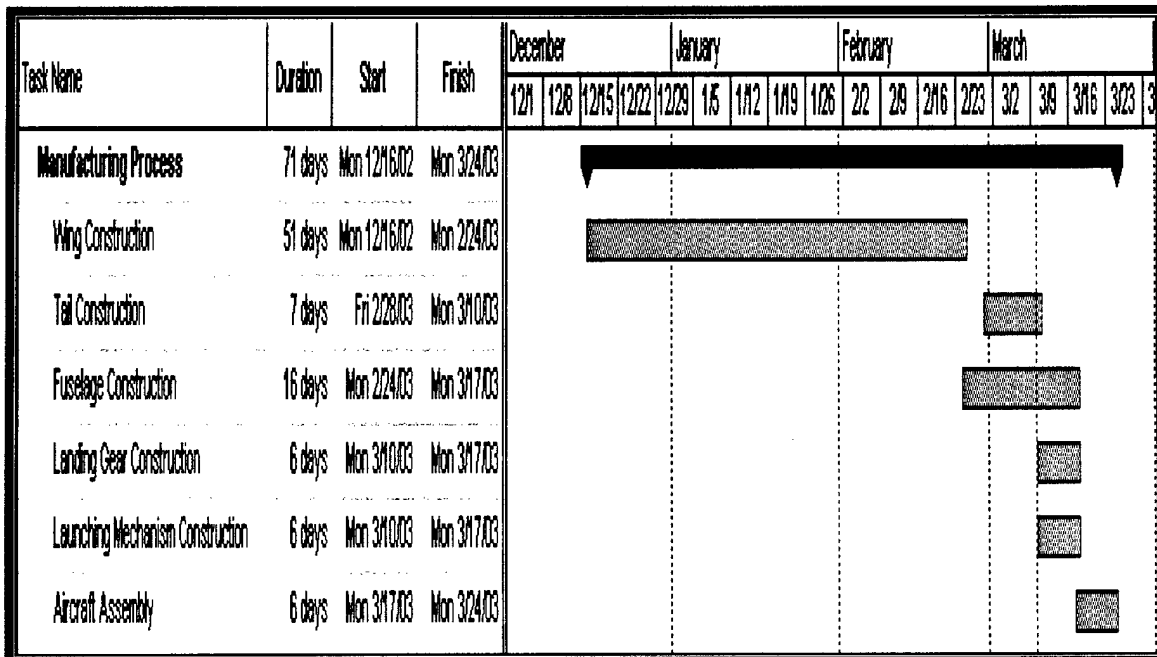 Task Name Duration Start Finish December January February March
12/1 12/8 12/15 12/22 12/29 1/5 1/12 1/19 1/26 2/2 2/9 2/16 2/23 3/2 3/9 3/16 3/23 3
Manufacturing Process 71 days Mon 12/16/02 Mon 3/24/03
Wing Construction 51 days Mon 12/16/02 Mon 2/24/03
Tail Construction 7 days Fri 2/28/03 Mon 3/10/03
Fuselage Construction 16 days Mon 2/24/03 Mon 3/17/03
Landing Gear Construction 6 days Mon 3/10/03 Mon 3/17/03
Launching Mechanism Construction 6 days Mon 3/10/03 Mon 3/17/03
Aircraft Assembly 6 days Mon 3/17/03 Mon 3/24/03